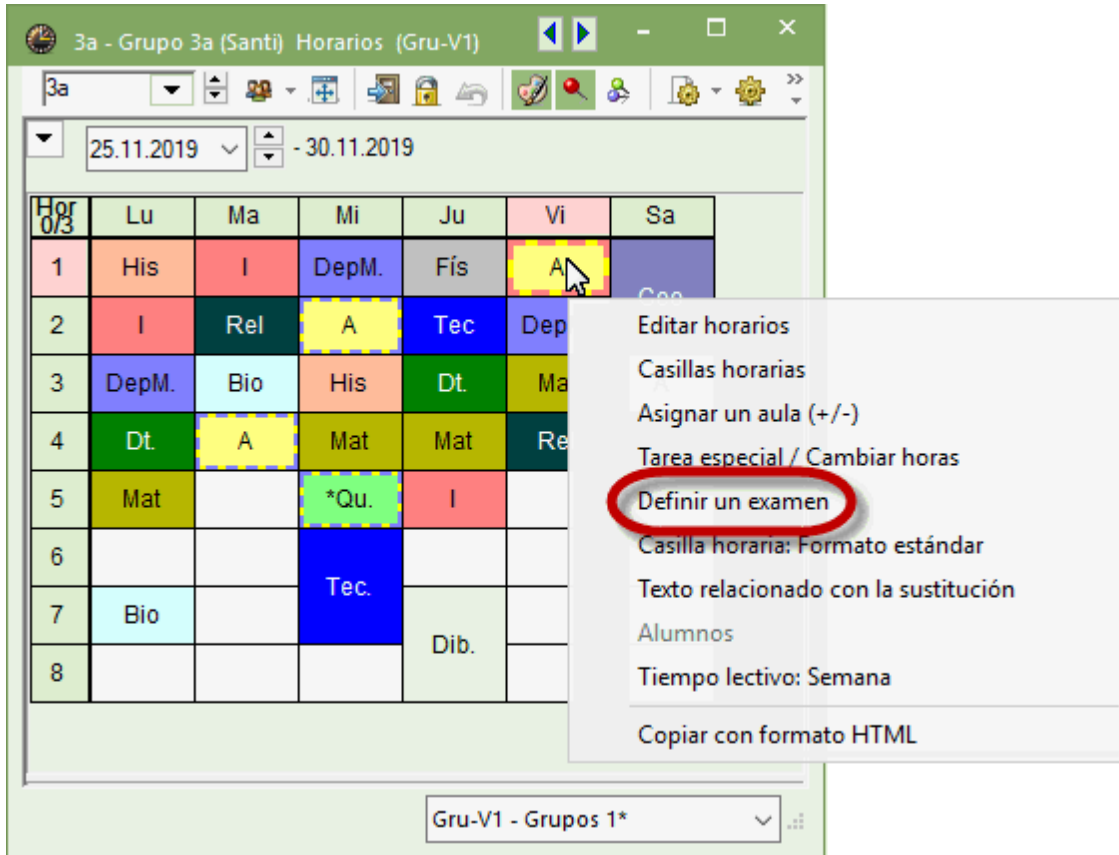 3a - Grupo 3a (Santi) Horarios (Gru-V1)
3a
25.11.2019 - 30.11.2019
Hor 0/3 Lu Ma Mi Ju Vi Sa
1 His I DepM. Fís A
2 I Rel A Tec Dep
3 DepM. Bio His Dt. Ma
4 Dt. A Mat Mat Re
5 Mat *Qu. I
6 Tec.
7 Bio Dib.
8
Editar horarios
Casillas horarias
Asignar un aula (+/-)
Tarea especial / Cambiar horas
Definir un examen
Casilla horaria: Formato estándar
Texto relacionado con la sustitución
Alumnos
Tiempo lectivo: Semana
Copiar con formato HTML
Gru-V1 - Grupos 1*